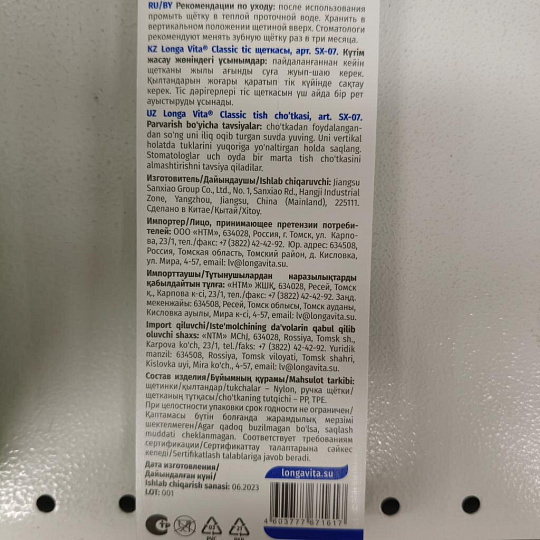 RU/BY Рекомендации по уходу: после использования
промыть щётку в теплой проточной воде. Хранить в
вертикальном положении щетиной вверх. Стоматологи
рекомендуют менять зубную щётку раз в три месяца.
KZ Longa Vita® Classic тіс щеткасы, арт. SX-07. Күтім
жасау жөніндегі ұсынымдар: пайдаланғаннан кейін
щетканы жылы ағынды суға жуып-шаю керек.
Қылтандарын жоғары қаратып тік күйінде сақтау
керек. Тіс дәрігерлері тіс щеткасын үш айда бір рет
ауыстыруды ұсынады.
UZ Longa Vita® Classic tish cho'tkasi, art. SX-07.
Parvarish bo'yicha tavsiyalar: cho'tkadan foydalangan-
dan so'ng uni iliq oqib turgan suvda yuving. Uni vertikal
holatda tuklarini yuqoriga yo'naltirgan holda saqlang.
Stomatologlar uch oyda bir marta tish cho'tkasini
almashtirishni tavsiya qiladilar.
Изготовитель/Дайындаушы/Ishlab chiqaruvchi: Jiangsu
Sanxiao Group Co., Ltd., No. 1, Sanxiao Rd., Hangji Industrial
Zone, Yangzhou, Jiangsu, China (Mainland), 225111.
Сделано в Китае/Қытай/Xitoy.
Импортер/Лицо, принимающее претензии потреби-
телей: ООО «НТМ», 634028, Россия, г. Томск, ул. Карпо-
ва, 23/1, тел./факс: +7 (3822) 42-42-92. Юр. адрес: 634508,
Россия, Томская область, Томский район, д. Кисловка,
ул. Мира, 4-57, email: lv@longavita.su.
Импорттаушы/Тұтынушылардан наразылықтарды
қабылдайтын тұлға: «НТМ» ЖШҚ, 634028, Ресей, Томск
қ., Карпова к-сі, 23/1, тел./факс: +7 (3822) 42-42-92. Заңд.
мекенжайы: 634508, Ресей, Томск облысы, Томск ауданы,
Кисловка ауылы, Мира к-сі, 4-57, email: lv@longavita.su.
Import qiluvchi/Iste'molchining da'volarin qabul qilib
oluvchi shaxs: «NTM» MChJ, 634028, Rossiya, Tomsk sh.,
Karpova ko'ch, 23/1, tel./faks: +7 (3822) 42-42-92. Yuridik
manzil: 634508, Rossiya, Tomsk viloyati, Tomsk shahri,
Kislovka uyi, Mira ko'ch., 4-57, email: lv@longavita.su.
Состав изделия/Бұйымның құрамы/Mahsulot tarkibi:
щетинки/қылтандар/tukchalar – Nylon, ручка щётки/
щетканың тұтқасы/cho'tkaning tutqichi – PP, TPE.
При целостности упаковки срок годности не ограничен/
Қаптамасы бүтін болғанда жарамдылық мерзімі
шектелмеген/Agar qadoq buzilmagan bo'lsa, saqlash
muddati cheklanmagan. Соответствует требованиям
сертификации/Сертификаттау талаптарына сәйкес
келеді/Sertifikatlash talablariga javob beradi.
Дата изготовления/
Дайындалған күні/
Ishlab chiqarish sanasi: 06.2023
LOT: 001
longavita.su
4 603777 671617